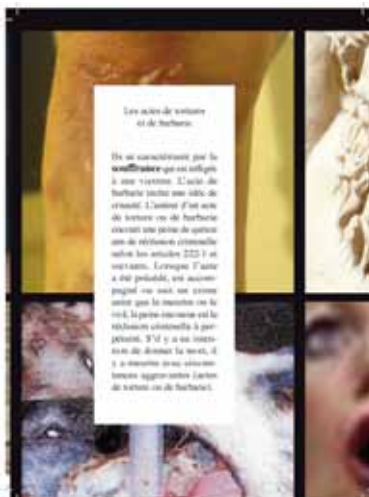 Les actes de tortures
et de barbarie
Ils se caractérisent par la
souffrance qui est infligée
à une victime. L'acte de
barbarie inclut une idée de
cruauté. L'auteur d'un acte
de torture ou de barbarie
encourt une peine de quinze
ans de réclusion criminelle
selon les articles 222-1 et
suivants. Lorsque l'acte
a été précédé, est accom-
pagné ou suit un crime
autre que le meurtre ou le
viol, la peine encourue est la
réclusion criminelle à per-
pétuité. S'il y a eu inten-
tion de donner la mort, il
y a meurtre avec circons-
tances aggravantes (actes
de torture ou de barbarie).